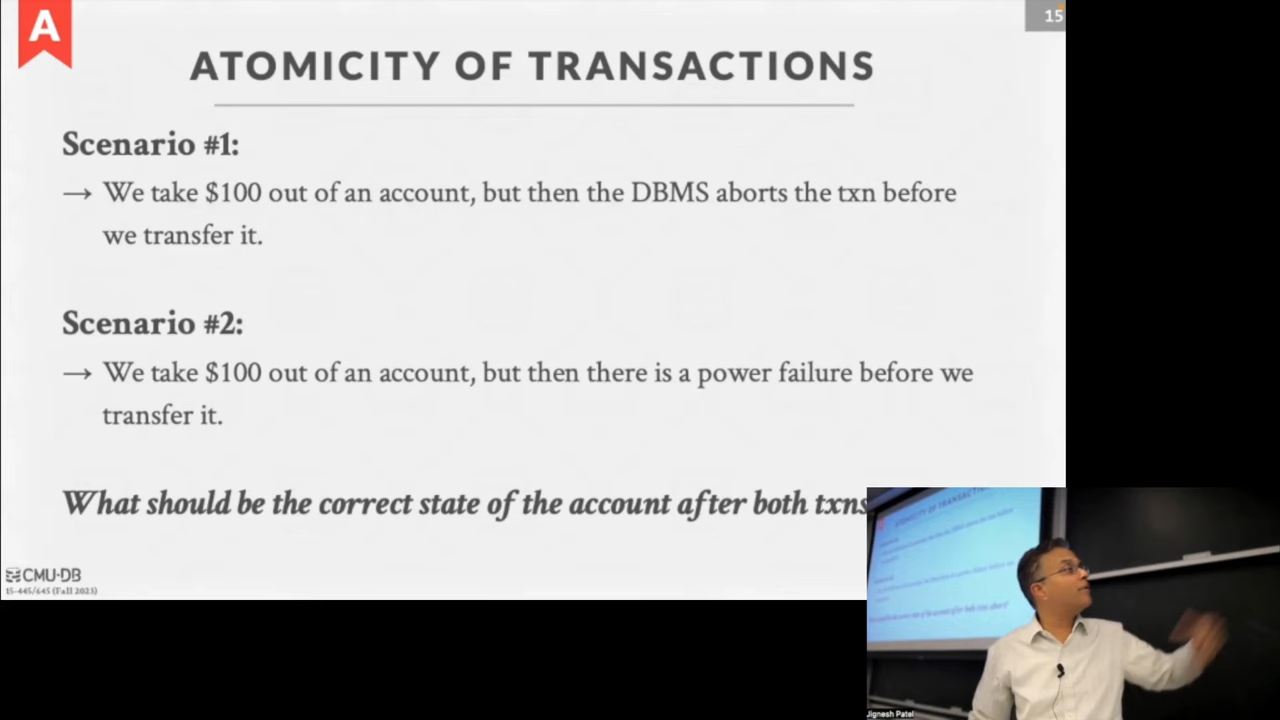 A
15
ATOMICITY OF TRANSACTIONS
Scenario #1:
→ We take $100 out of an account, but then the DBMS aborts the txn before
we transfer it.
Scenario #2:
→ We take $100 out of an account, but then there is a power failure before we
transfer it.
What should be the correct state of the account after both txns
CMU·DB
15-445/645 (Fall 2023)
ATOMICITY OF TRANSACTIONS
Jignesh Patel